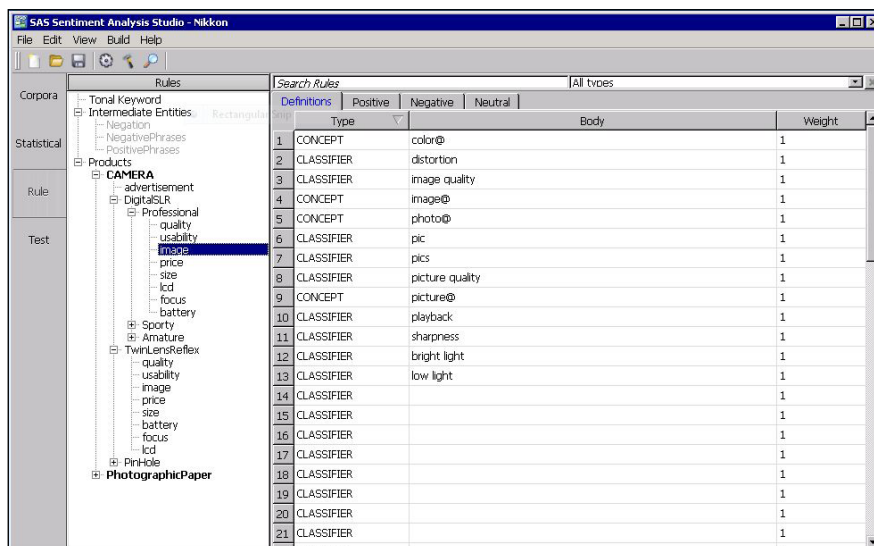 SAS Sentiment Analysis Studio - Nikkon
File Edit View Build Help
Corpora
Statistical
Rule
Test
Rules
Tonal Keyword
Intermediate Entities
Negation
NegativePhrases
PositivePhrases
Products
CAMERA
advertisement
DigitalSLR
Professional
quality
usability
image
price
size
lcd
focus
battery
Sporty
Amature
TwinLensReflex
quality
usability
image
price
size
battery
focus
lcd
PinHole
PhotographicPaper
Search Rules All types
Definitions Positive Negative Neutral
Type Body Weight
1 CONCEPT color@ 1
2 CLASSIFIER distortion 1
3 CLASSIFIER image quality 1
4 CONCEPT image@ 1
5 CONCEPT photo@ 1
6 CLASSIFIER pic 1
7 CLASSIFIER pics 1
8 CLASSIFIER picture quality 1
9 CONCEPT picture@ 1
10 CLASSIFIER playback 1
11 CLASSIFIER sharpness 1
12 CLASSIFIER bright light 1
13 CLASSIFIER low light 1
14 CLASSIFIER 1
15 CLASSIFIER 1
16 CLASSIFIER 1
17 CLASSIFIER 1
18 CLASSIFIER 1
19 CLASSIFIER 1
20 CLASSIFIER 1
21 CLASSIFIER 1